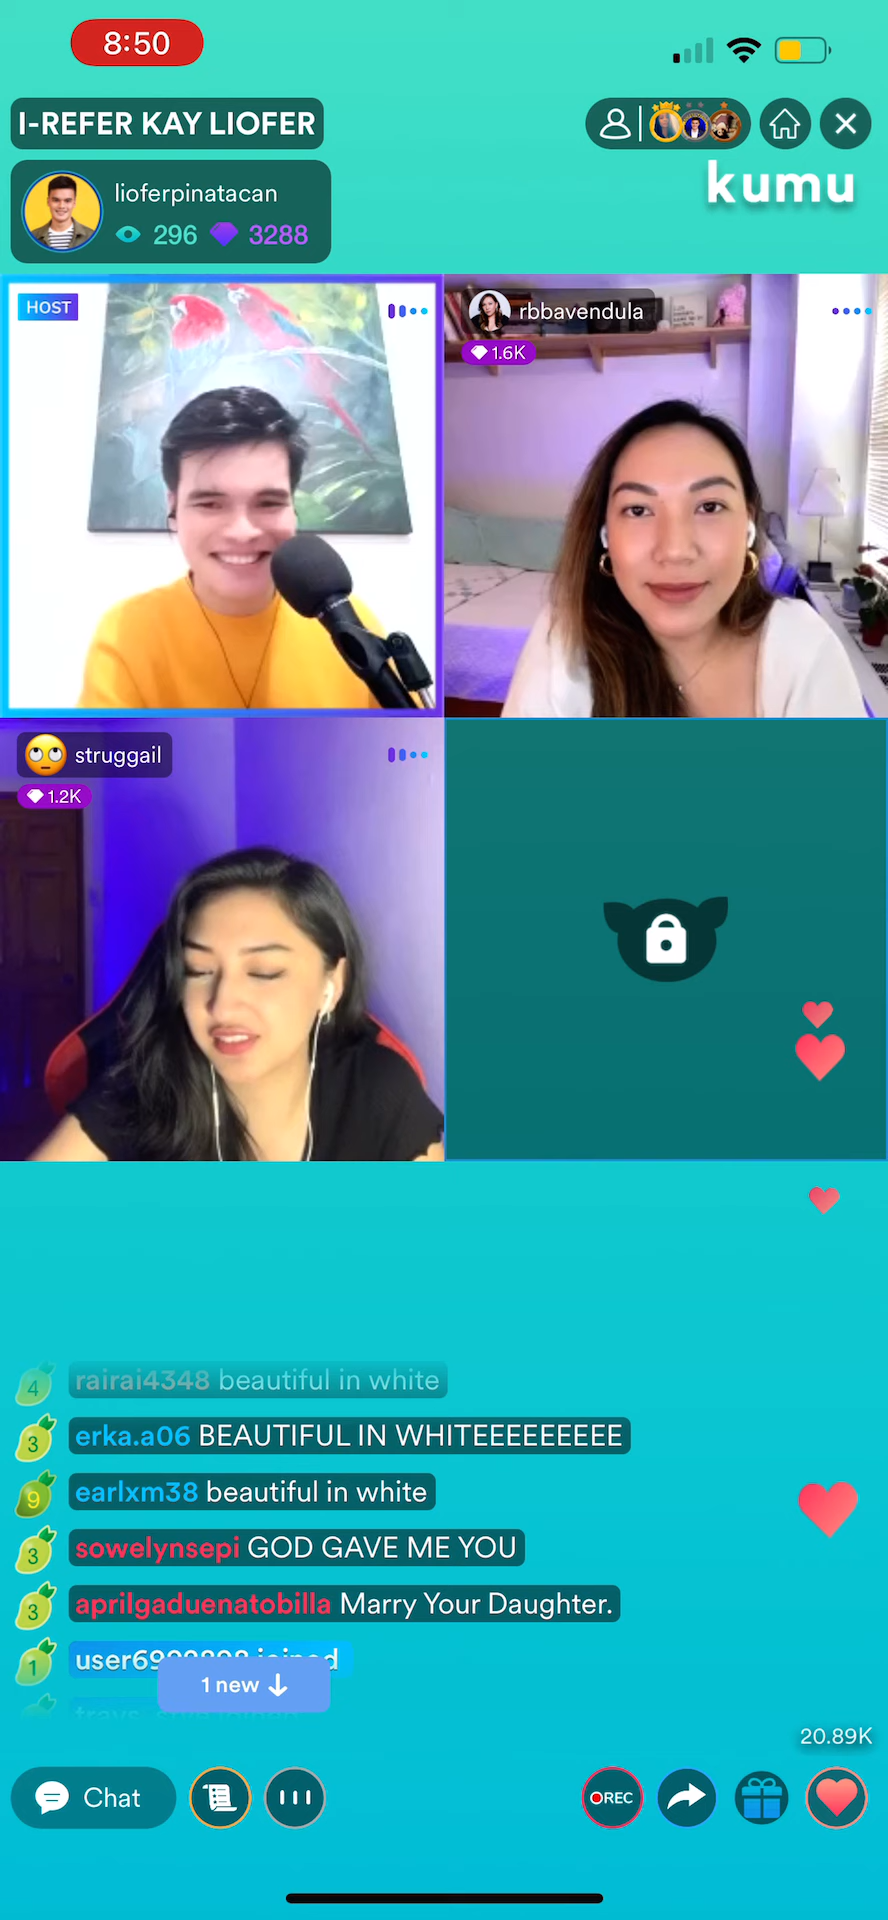 8:50
I-REFER KAY LIOFER
lioferpinatacan
296 3288
kumu
HOST
rbbavendula
1.6K
struggail
1.2K
4 rairai4348 beautiful in white
3 erka.a06 BEAUTIFUL IN WHITEEEEEEEEE
9 earlxm38 beautiful in white
3 sowelynsepi GOD GAVE ME YOU
3 aprilgaduenatobilla Marry Your Daughter.
1 joined
1 new
20.89K
Chat
REC